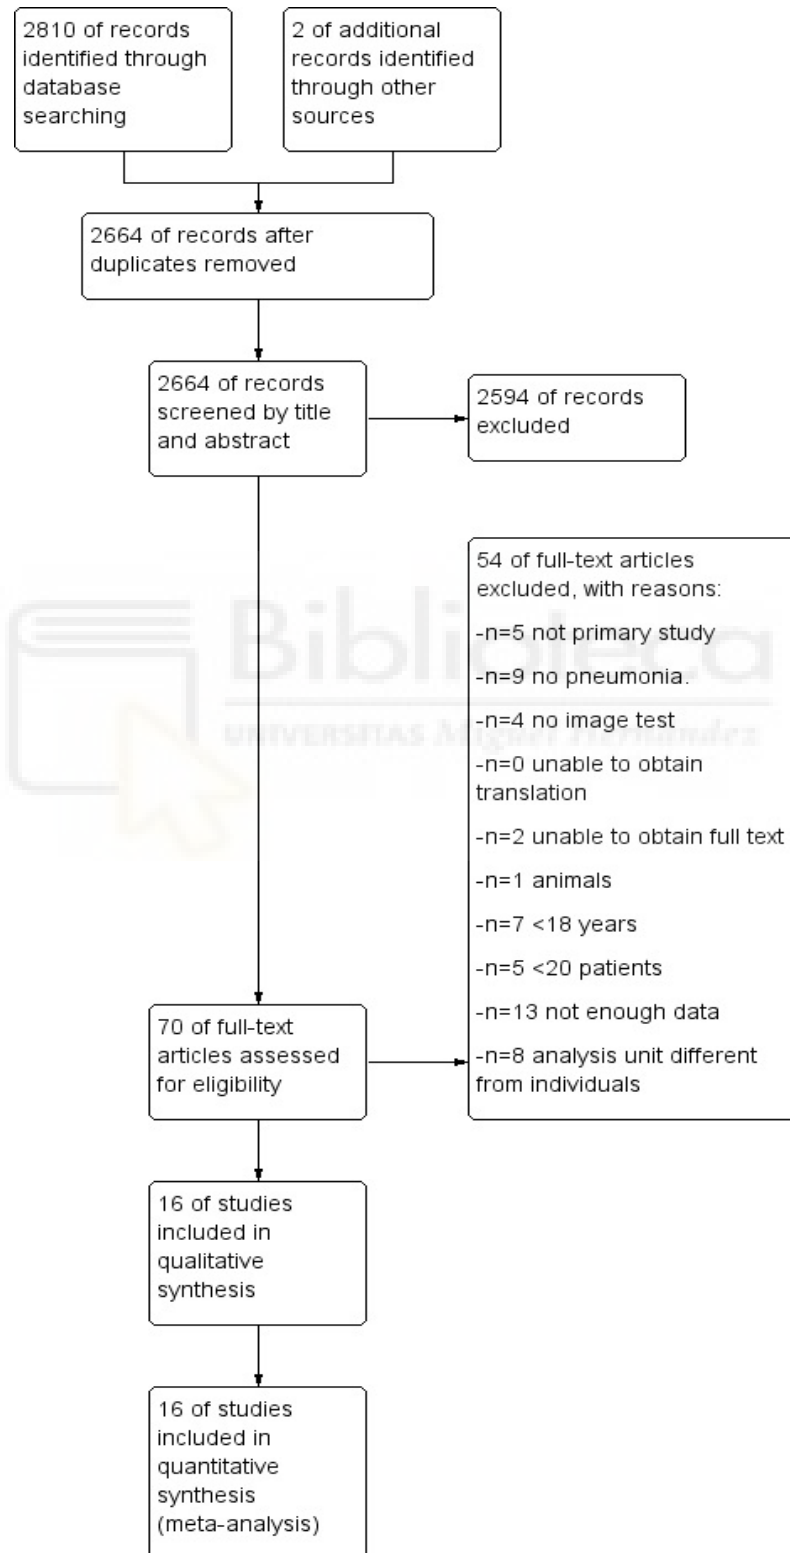 2810 of records
identified through
database
searching
2 of additional
records identified
through other
sources
2664 of records after
duplicates removed
2664 of records
screened by title
and abstract
2594 of records
excluded
54 of full-text articles
excluded, with reasons:
-n=5 not primary study
-n=9 no pneumonia.
-n=4 no image test
-n=0 unable to obtain
translation
-n=2 unable to obtain full text
-n=1 animals
-n=7 <18 years
-n=5 <20 patients
-n=13 not enough data
-n=8 analysis unit different
from individuals
70 of full-text
articles assessed
for eligibility
16 of studies
included in
qualitative
synthesis
16 of studies
included in
quantitative
synthesis
(meta-analysis)
Biblioteca
UNIVERSITAS Miguel Hernández